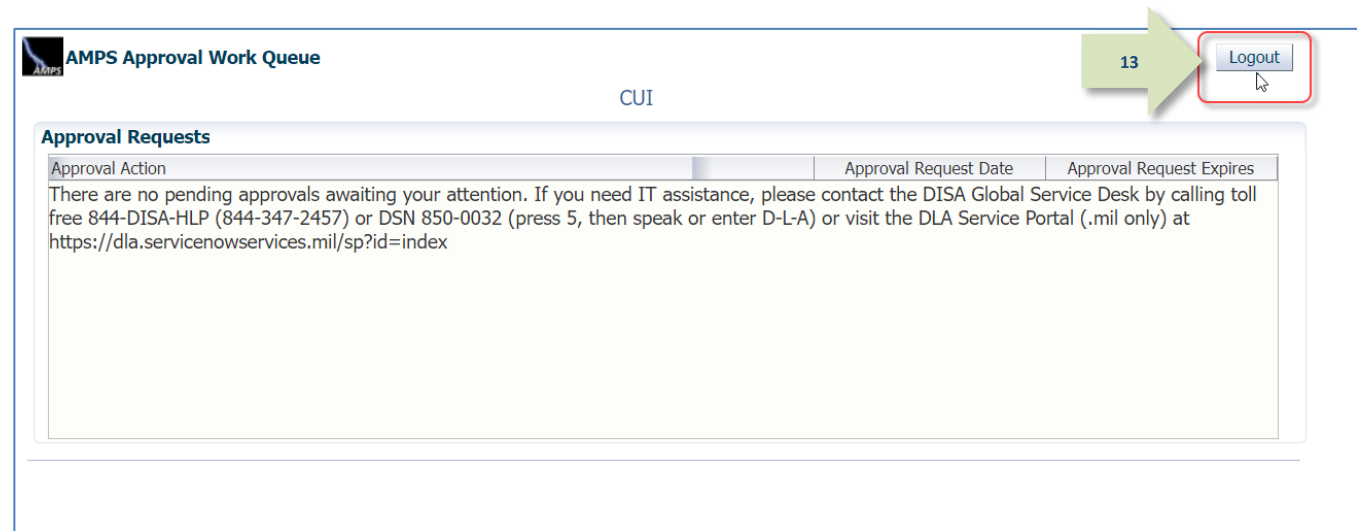 AMPS
AMPS Approval Work Queue
13
Logout
CUI
Approval Requests
Approval Action
Approval Request Date
Approval Request Expires
There are no pending approvals awaiting your attention. If you need IT assistance, please contact the DISA Global Service Desk by calling toll
free 844-DISA-HLP (844-347-2457) or DSN 850-0032 (press 5, then speak or enter D-L-A) or visit the DLA Service Portal (.mil only) at
https://dla.servicenowservices.mil/sp?id=index